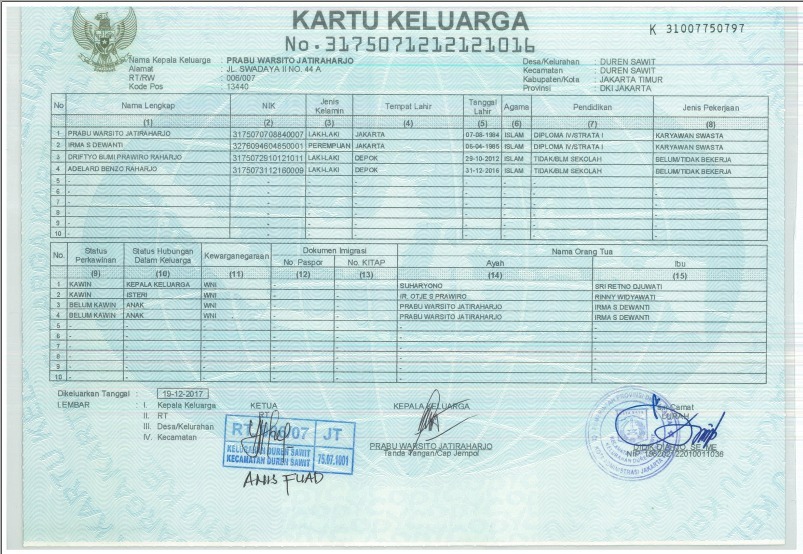 KARTU KELUARGA
No. 3175071212121016
K 31007750797
Nama Kepala Keluarga : PRABU WARSITO JATIRAHARJO
Alamat : JL. SWADAYA II NO. 44 A
RT/RW : 006/007
Kode Pos : 13440
Desa/Kelurahan : DUREN SAWIT
Kecamatan : DUREN SAWIT
Kabupaten/Kota : JAKARTA TIMUR
Provinsi : DKI JAKARTA
No Nama Lengkap NIK Jenis Kelamin Tempat Lahir Tanggal Lahir Agama Pendidikan Jenis Pekerjaan
(1) (2) (3) (4) (5) (6) (7) (8)
1 PRABU WARSITO JATIRAHARJO 3175070708840007 LAKI-LAKI JAKARTA 07-08-1984 ISLAM DIPLOMA IV/STRATA I KARYAWAN SWASTA
2 IRMA S DEWANTI 3276094604850001 PEREMPUAN JAKARTA 06-04-1985 ISLAM DIPLOMA IV/STRATA I KARYAWAN SWASTA
3 DRIFTYO BUMI PRAWIRO RAHARJO 3175072910121011 LAKI-LAKI DEPOK 29-10-2012 ISLAM TIDAK/BLM SEKOLAH BELUM/TIDAK BEKERJA
4 ADELARD BENZO RAHARJO 3175073112160009 LAKI-LAKI DEPOK 31-12-2016 ISLAM TIDAK/BLM SEKOLAH BELUM/TIDAK BEKERJA
5 - - - - - - - -
6 - - - - - - - -
7 - - - - - - - -
8 - - - - - - - -
9 - - - - - - - -
10 - - - - - - - -
No. Status Perkawinan Status Hubungan Dalam Keluarga Kewarganegaraan Dokumen Imigrasi Nama Orang Tua
No. Paspor No. KITAP Ayah Ibu
(9) (10) (11) (12) (13) (14) (15)
1 KAWIN KEPALA KELUARGA WNI - - SUHARYONO SRI RETNO DJUWATI
2 KAWIN ISTERI WNI - - IR. OTJE S PRAWIRO RINNY WIDYAWATI
3 BELUM KAWIN ANAK WNI - - PRABU WARSITO JATIRAHARJO IRMA S DEWANTI
4 BELUM KAWIN ANAK WNI - - PRABU WARSITO JATIRAHARJO IRMA S DEWANTI
5 - - - - - - -
6 - - - - - - -
7 - - - - - - -
8 - - - - - - -
9 - - - - - - -
10 - - - - - - -
Dikeluarkan Tanggal : 19-12-2017
LEMBAR : I. Kepala Keluarga
II. RT
III. Desa/Kelurahan
IV. Kecamatan
KETUA
RT
RT 006/07 JT
KELURAHAN DUREN SAWIT
KECAMATAN DUREN SAWIT
75.07.1001
ANIS FUAD
KEPALA KELUARGA
PRABU WARSITO JATIRAHARJO
Tanda Tangan/Cap Jempol
Camat
LURAH
NIP.